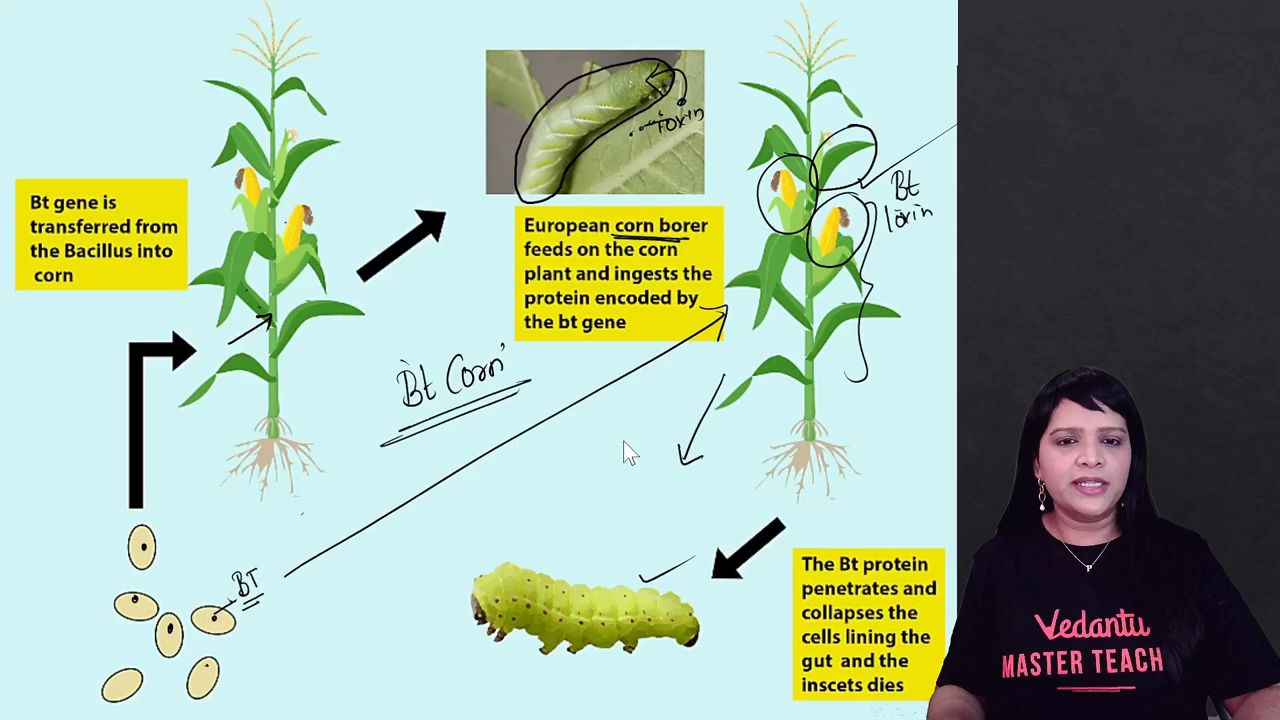 Bt gene is
transferred from
the Bacillus into
corn
Toxin
European corn borer
feeds on the corn
plant and ingests the
protein encoded by
the bt gene
Bt
Toxin
Bt Corn
BT
The Bt protein
penetrates and
collapses the
cells lining the
gut and the
inscets dies
Vedantu
MASTER TEACH